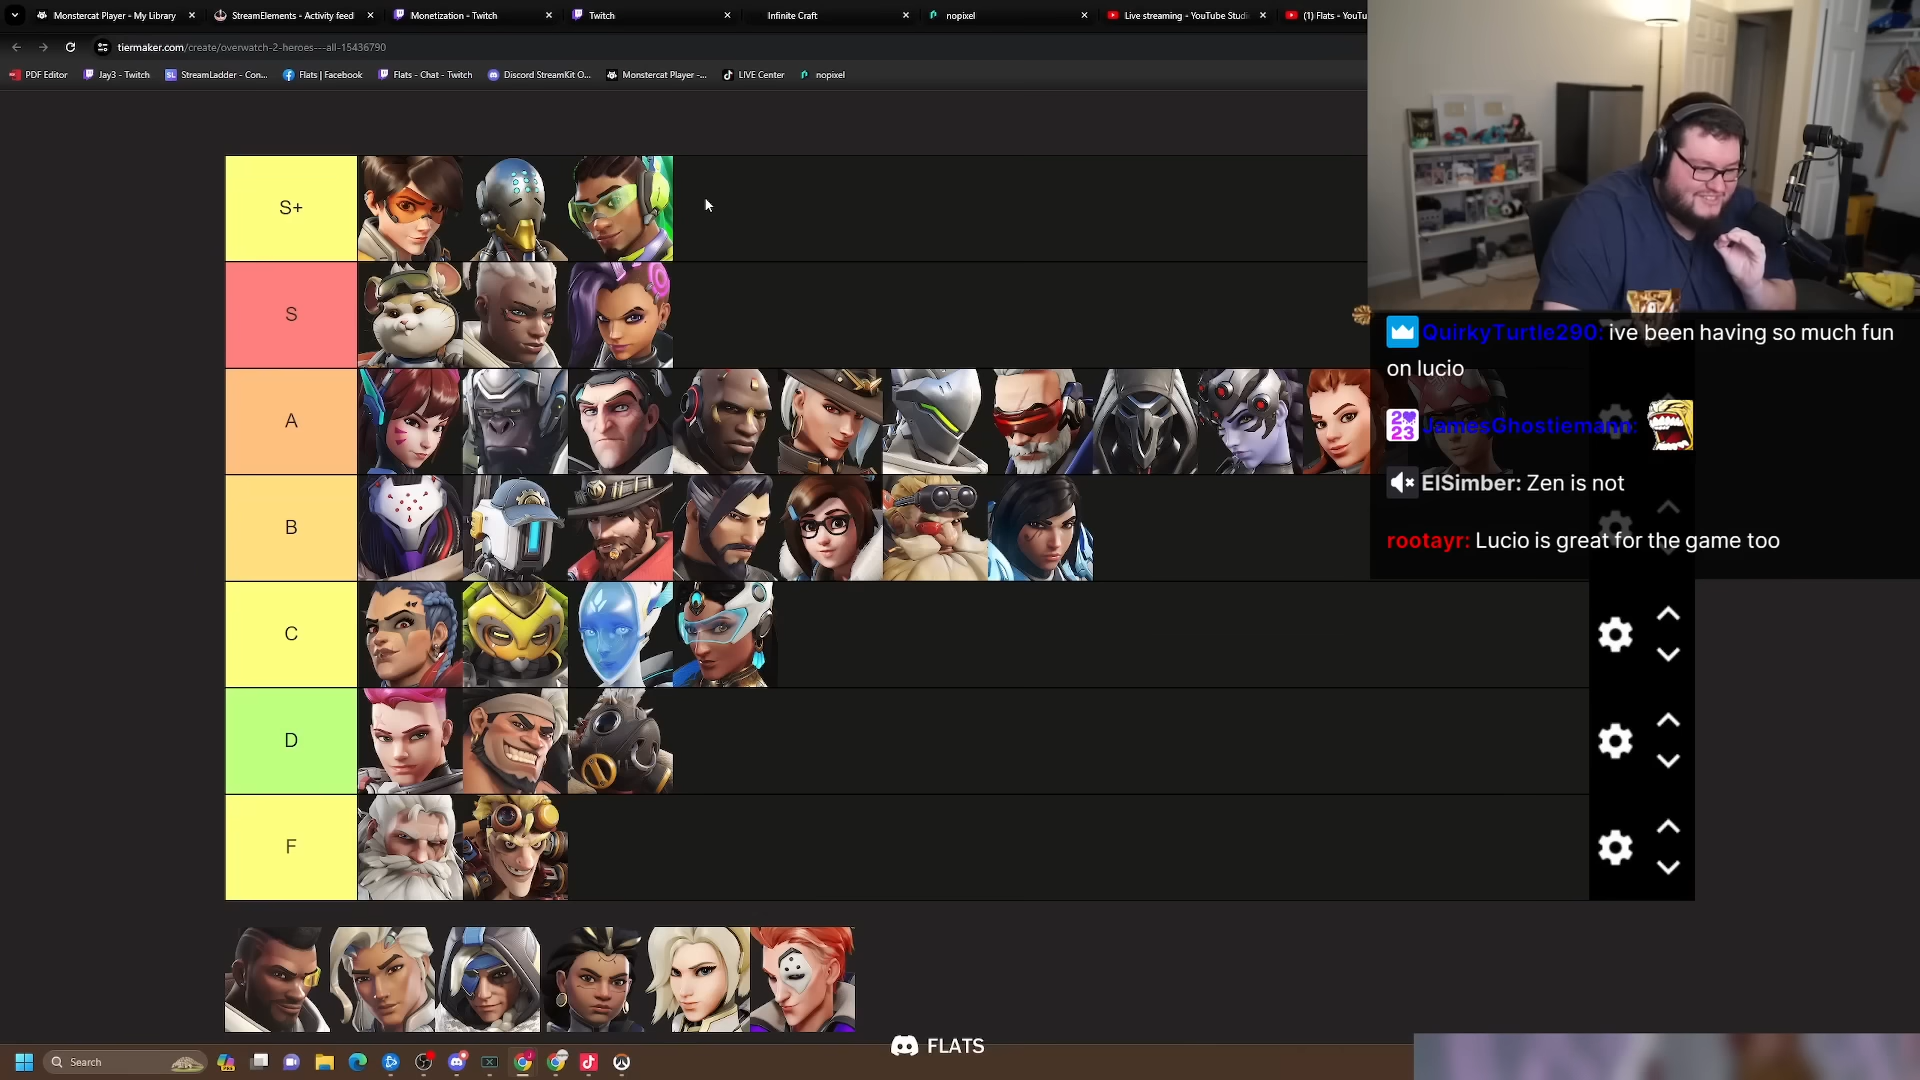 Monstercat Player - My Library
StreamElements - Activity feed
Monetization - Twitch
Twitch
Infinite Craft
nopixel
Live streaming - YouTube Studi
(1) Flats - YouTu
tiermaker.com/create/overwatch-2-heroes---all-15436790
PDF Editor
Jay3 - Twitch
StreamLadder - Con...
Flats | Facebook
Flats - Chat - Twitch
Discord StreamKit O...
Monstercat Player -...
LIVE Center
nopixel
S+
S
A
B
C
D
F
QuirkyTurtle290: ive been having so much fun
on lucio
JamesGhostiemann:
ElSimber: Zen is not
rootayr: Lucio is great for the game too
FLATS
Search